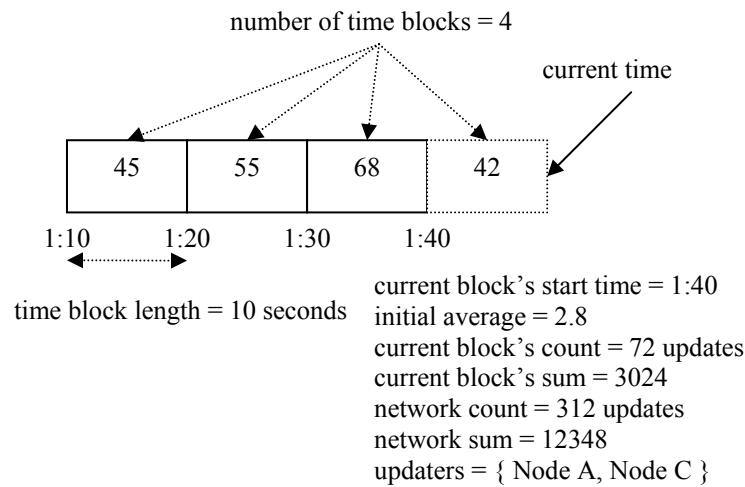 number of time blocks = 4
current time
45 55 68 42
1:10 1:20 1:30 1:40
time block length = 10 seconds
current block’s start time = 1:40
initial average = 2.8
current block’s count = 72 updates
current block’s sum = 3024
network count = 312 updates
network sum = 12348
updaters = { Node A, Node C }